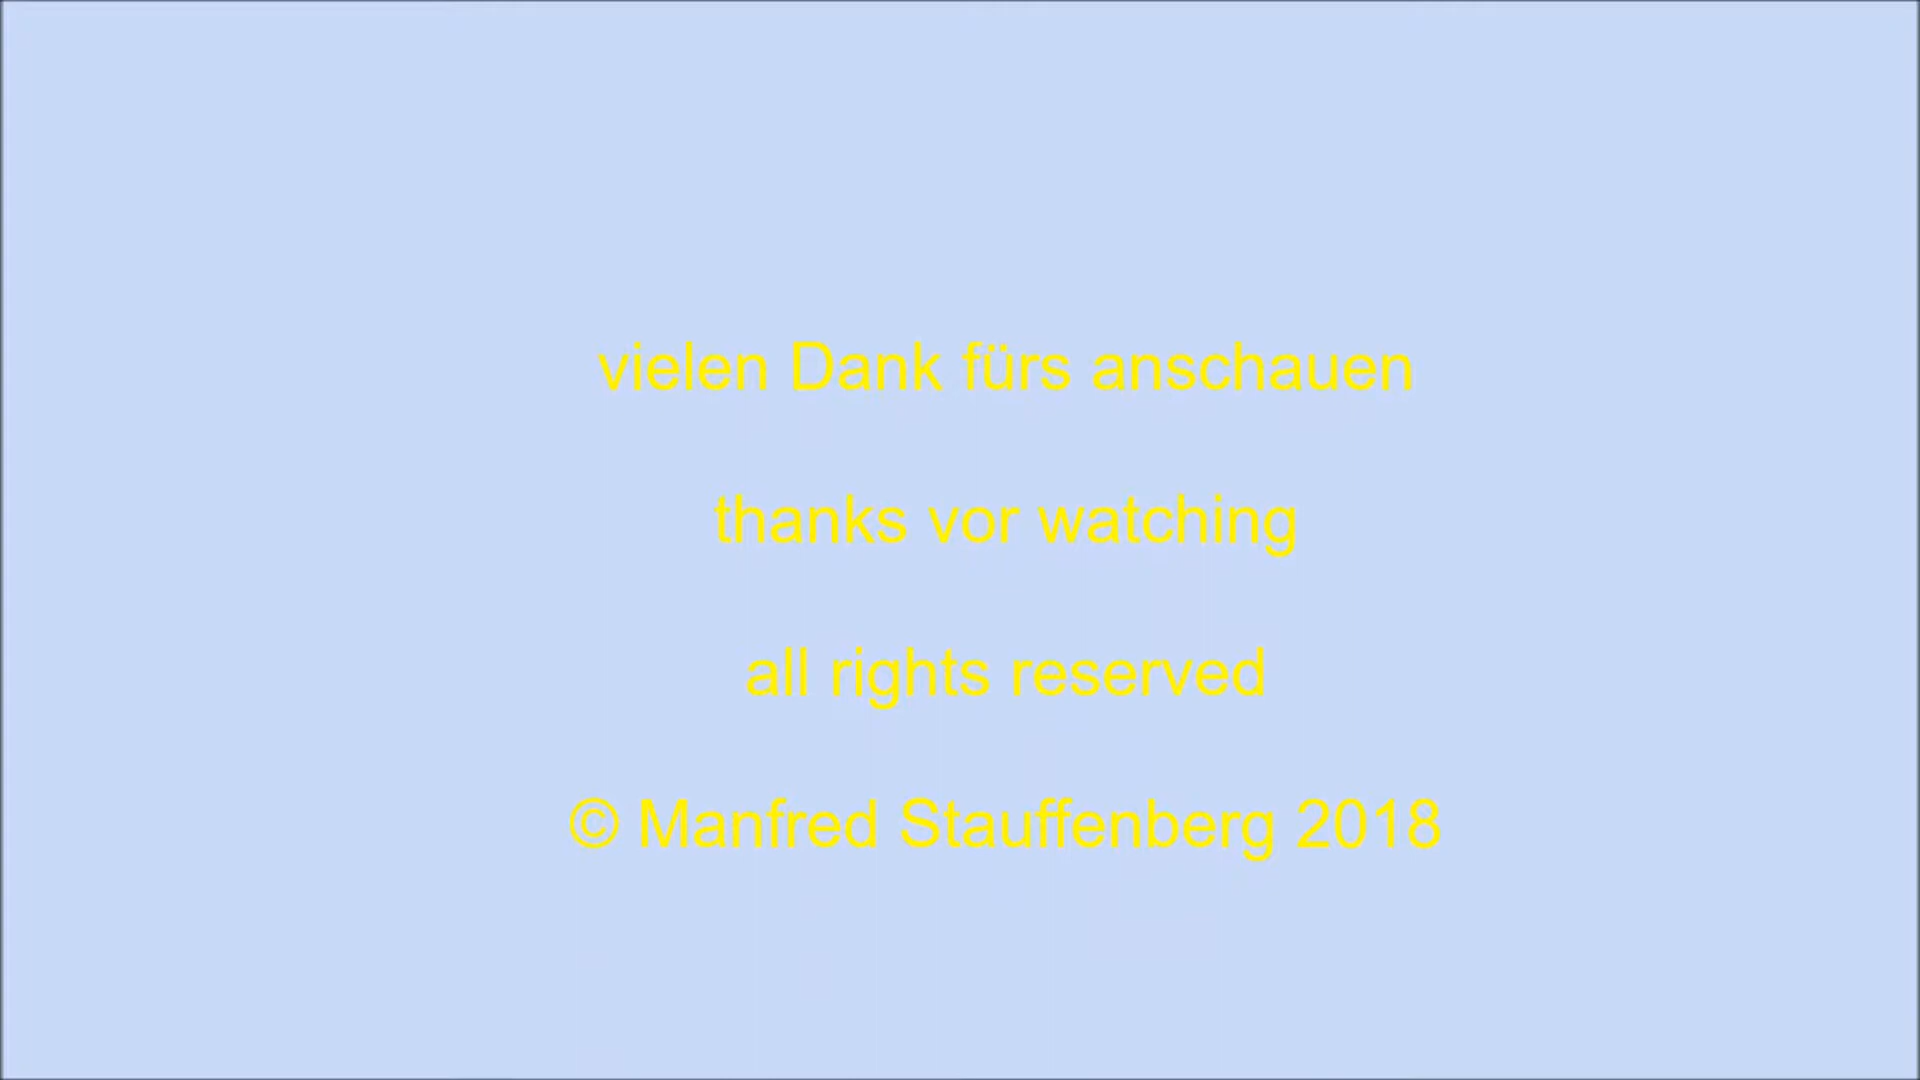 vielen Dank fürs anschauen
thanks vor watching
all rights reserved
© Manfred Stauffenberg 2018